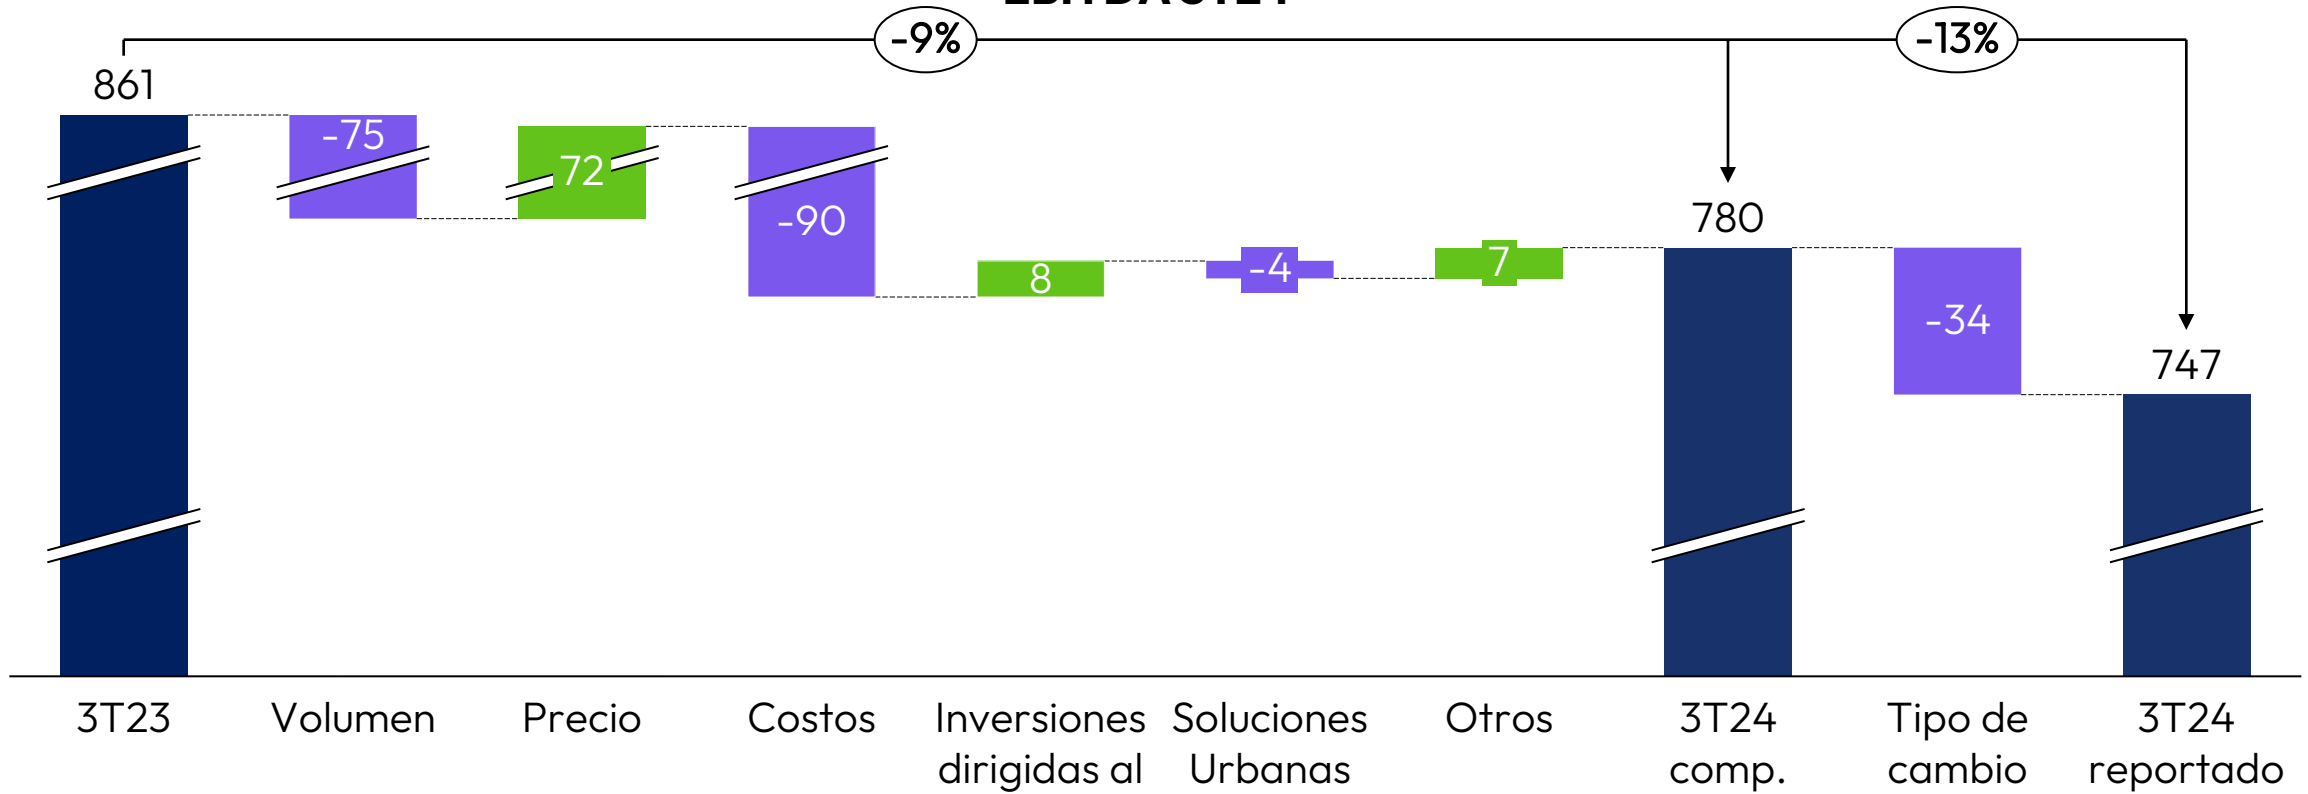 -9%
-13%
861
-75
72
-90
8
-4
7
780
-34
747
3T23
Volumen
Precio
Costos
Inversiones
dirigidas al
Soluciones
Urbanas
Otros
3T24
comp.
Tipo de
cambio
3T24
reportado